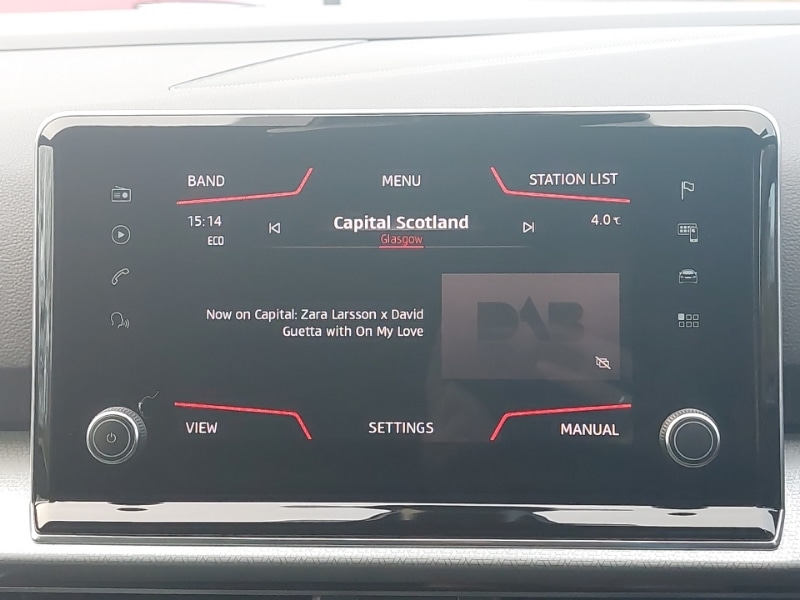 BAND
MENU
STATION LIST
15:14
ECO
Capital Scotland
Glasgow
4.0 °C
Now on Capital: Zara Larsson x David
Guetta with On My Love
DAB
VIEW
SETTINGS
MANUAL